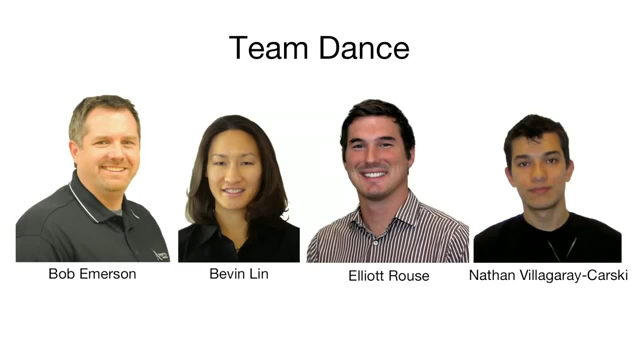 Team Dance
Bob Emerson
Bevin Lin
Elliott Rouse
Nathan Villagaray-Carski